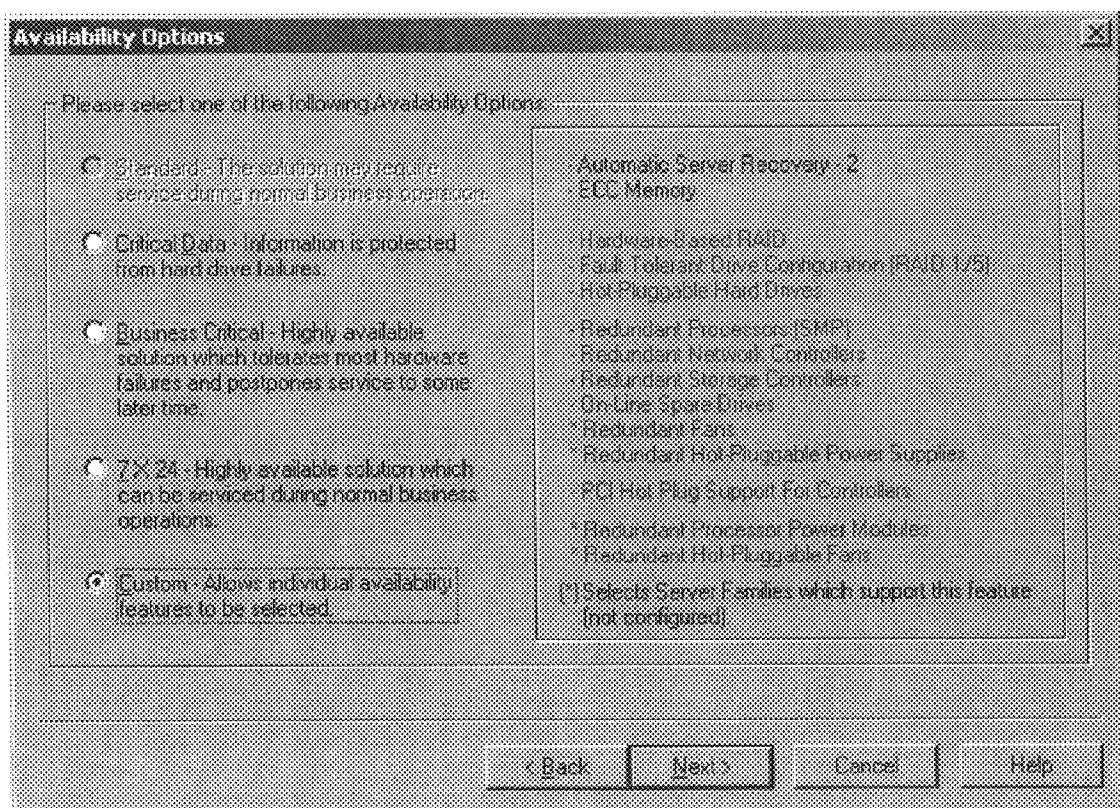 Availability Options
Please select one of the following Availability Options:
Standard - The solution may require
service during normal business operation.
Critical Data - Information is protected
from hard drive failures.
Business Critical - Highly available
solution which tolerates most hardware
failures and postpones service to some
later time.
7 X 24 - Highly available solution which
can be serviced during normal business
operations.
Custom - Allows individual availability
features to be selected.
- Automatic Server Recovery - 2
- ECC Memory
- Hardware-Based RAID
- Fault Tolerant Drive Configuration (RAID 1/5)
- Hot-Pluggable Hard Drives
- Redundant Processors (SMP)
- Redundant Network Controllers
- Redundant Storage Controllers
- On-Line Spare Drives
* Redundant Fans
* Redundant Hot-Pluggable Power Supplies
- PCI Hot Plug Support For Controllers
* Redundant Processor Power Modules
* Redundant Hot-Pluggable Fans
(*) Selects Server Families which support this feature
(not configured)
< Back
Next >
Cancel
Help